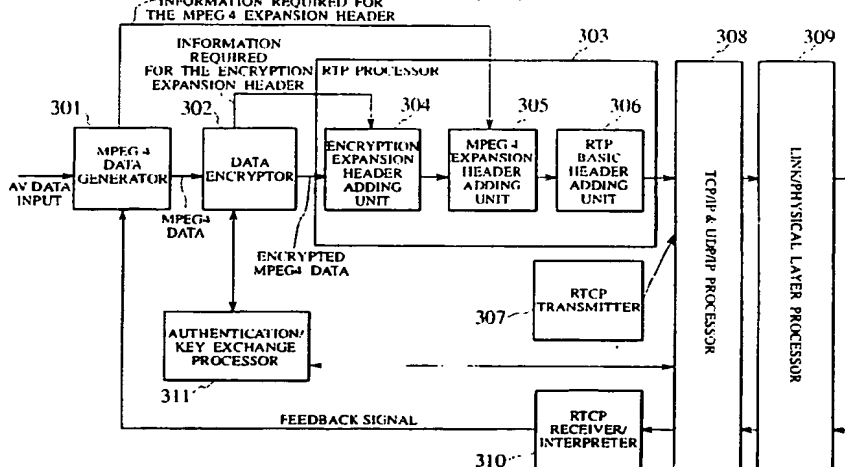 INFORMATION REQUIRED FOR
THE MPEG4 EXPANSION HEADER
INFORMATION
REQUIRED
FOR THE ENCRYPTION
EXPANSION HEADER
RTP PROCESSOR
303
308
309
301
302
304
305
306
MPEG4
DATA
GENERATOR
DATA
ENCRYPTOR
ENCRYPTION
EXPANSION
HEADER
ADDING
UNIT
MPEG4
EXPANSION
HEADER
ADDING UNIT
RTP
BASIC
HEADER
ADDING
UNIT
AV DATA
INPUT
MPEG4
DATA
ENCRYPTED
MPEG4 DATA
TCP/IP & UDP/IP PROCESSOR
LINK/PHYSICAL LAYER PROCESSOR
RTCP
TRANSMITTER
307
AUTHENTICATION/
KEY EXCHANGE
PROCESSOR
311
FEEDBACK SIGNAL
RTCP
RECEIVER/
INTERPRETER
310